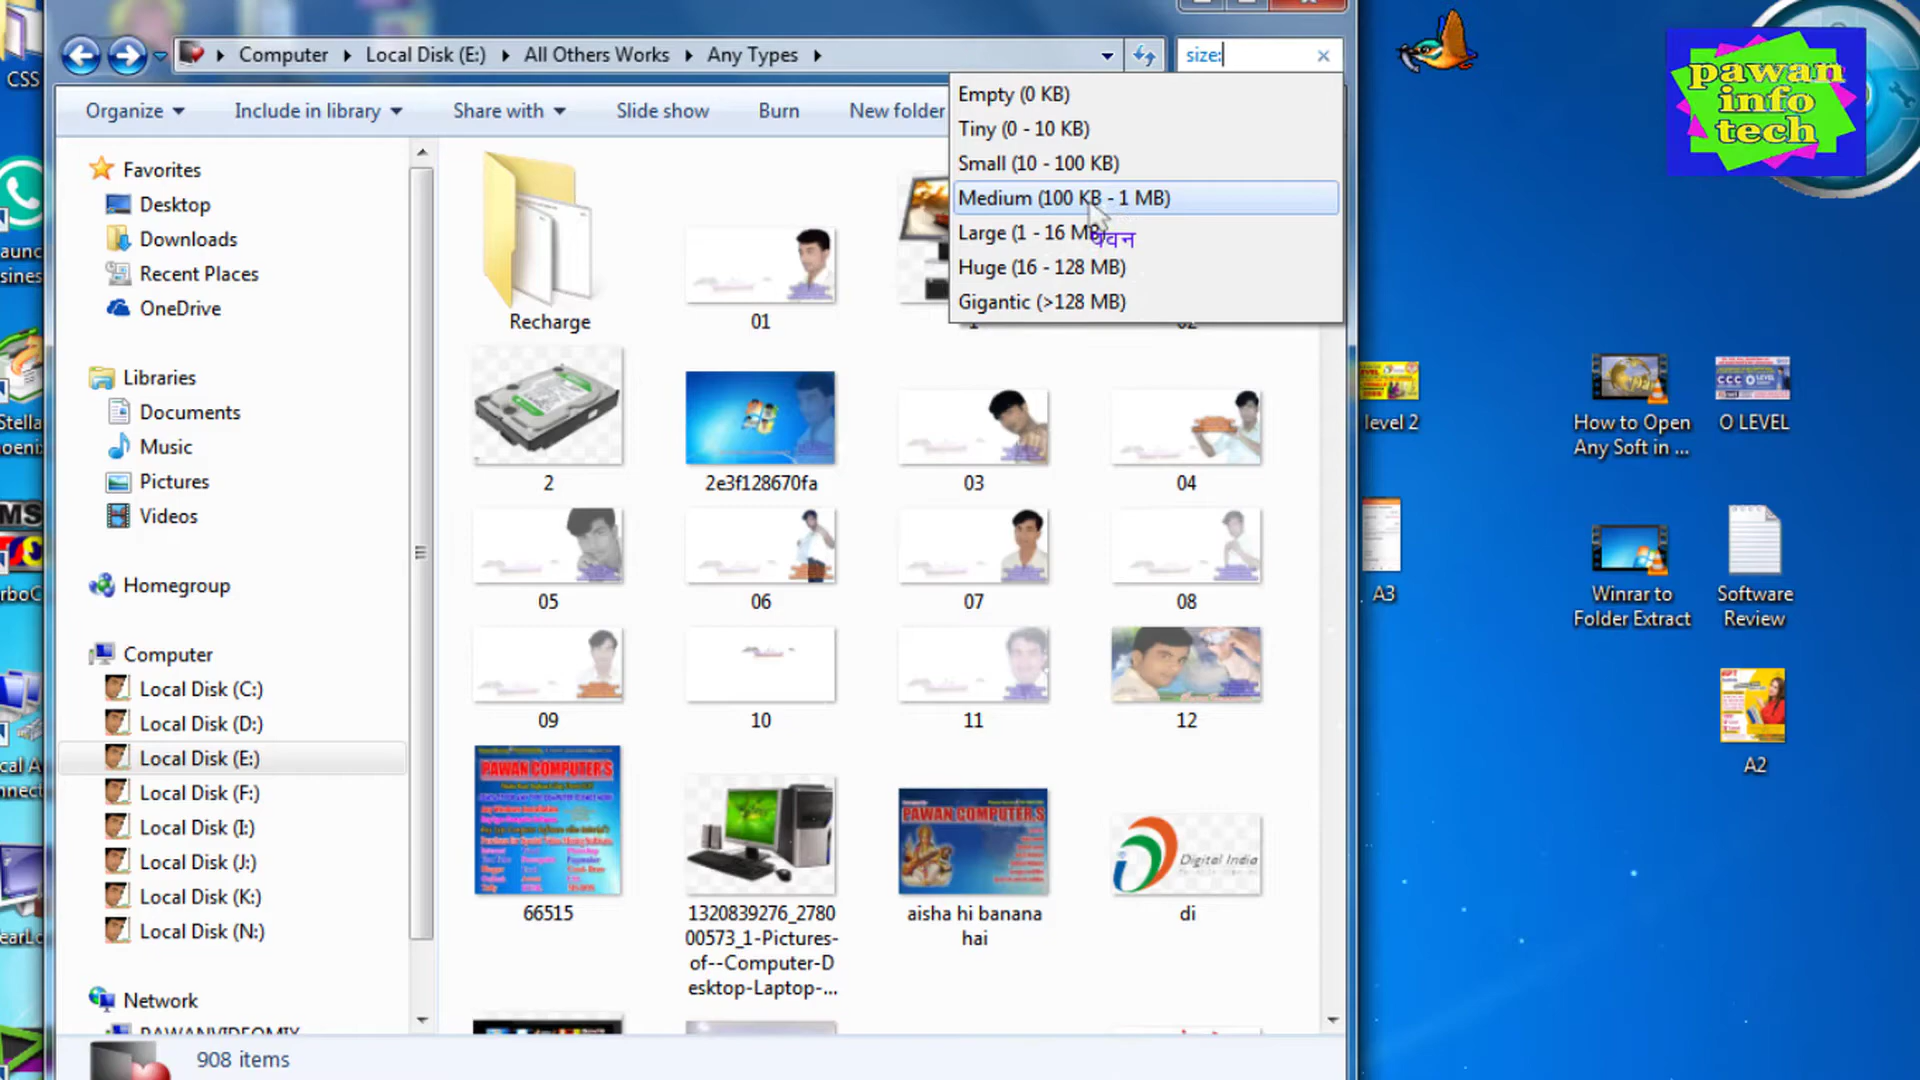 Computer
Local Disk (E:)
All Others Works
Any Types
size:
Organize
Include in library
Share with
Slide show
Burn
New folder
Empty (0 KB)
Tiny (0 - 10 KB)
Small (10 - 100 KB)
Medium (100 KB - 1 MB)
Large (1 - 16 MB)
Huge (16 - 128 MB)
Gigantic (>128 MB)
पवन
pawan
info
tech
Favorites
Desktop
Downloads
Recent Places
OneDrive
Libraries
Documents
Music
Pictures
Videos
Homegroup
Computer
Local Disk (C:)
Local Disk (D:)
Local Disk (E:)
Local Disk (F:)
Local Disk (I:)
Local Disk (J:)
Local Disk (K:)
Local Disk (N:)
Network
PAWANVIDEOMIX
908 items
Recharge
01
1
02
2
2e3f128670fa
03
04
05
06
07
08
09
10
11
12
PAWAN COMPUTER'S
66515
1320839276_2780
00573_1-Pictures-
of--Computer-D
esktop-Laptop-...
PAWAN COMPUTER'S
aisha hi banana
hai
Digital India
di
CSS
level 2
A3
How to Open
Any Soft in ...
O LEVEL
Winrar to
Folder Extract
Software
Review
A2